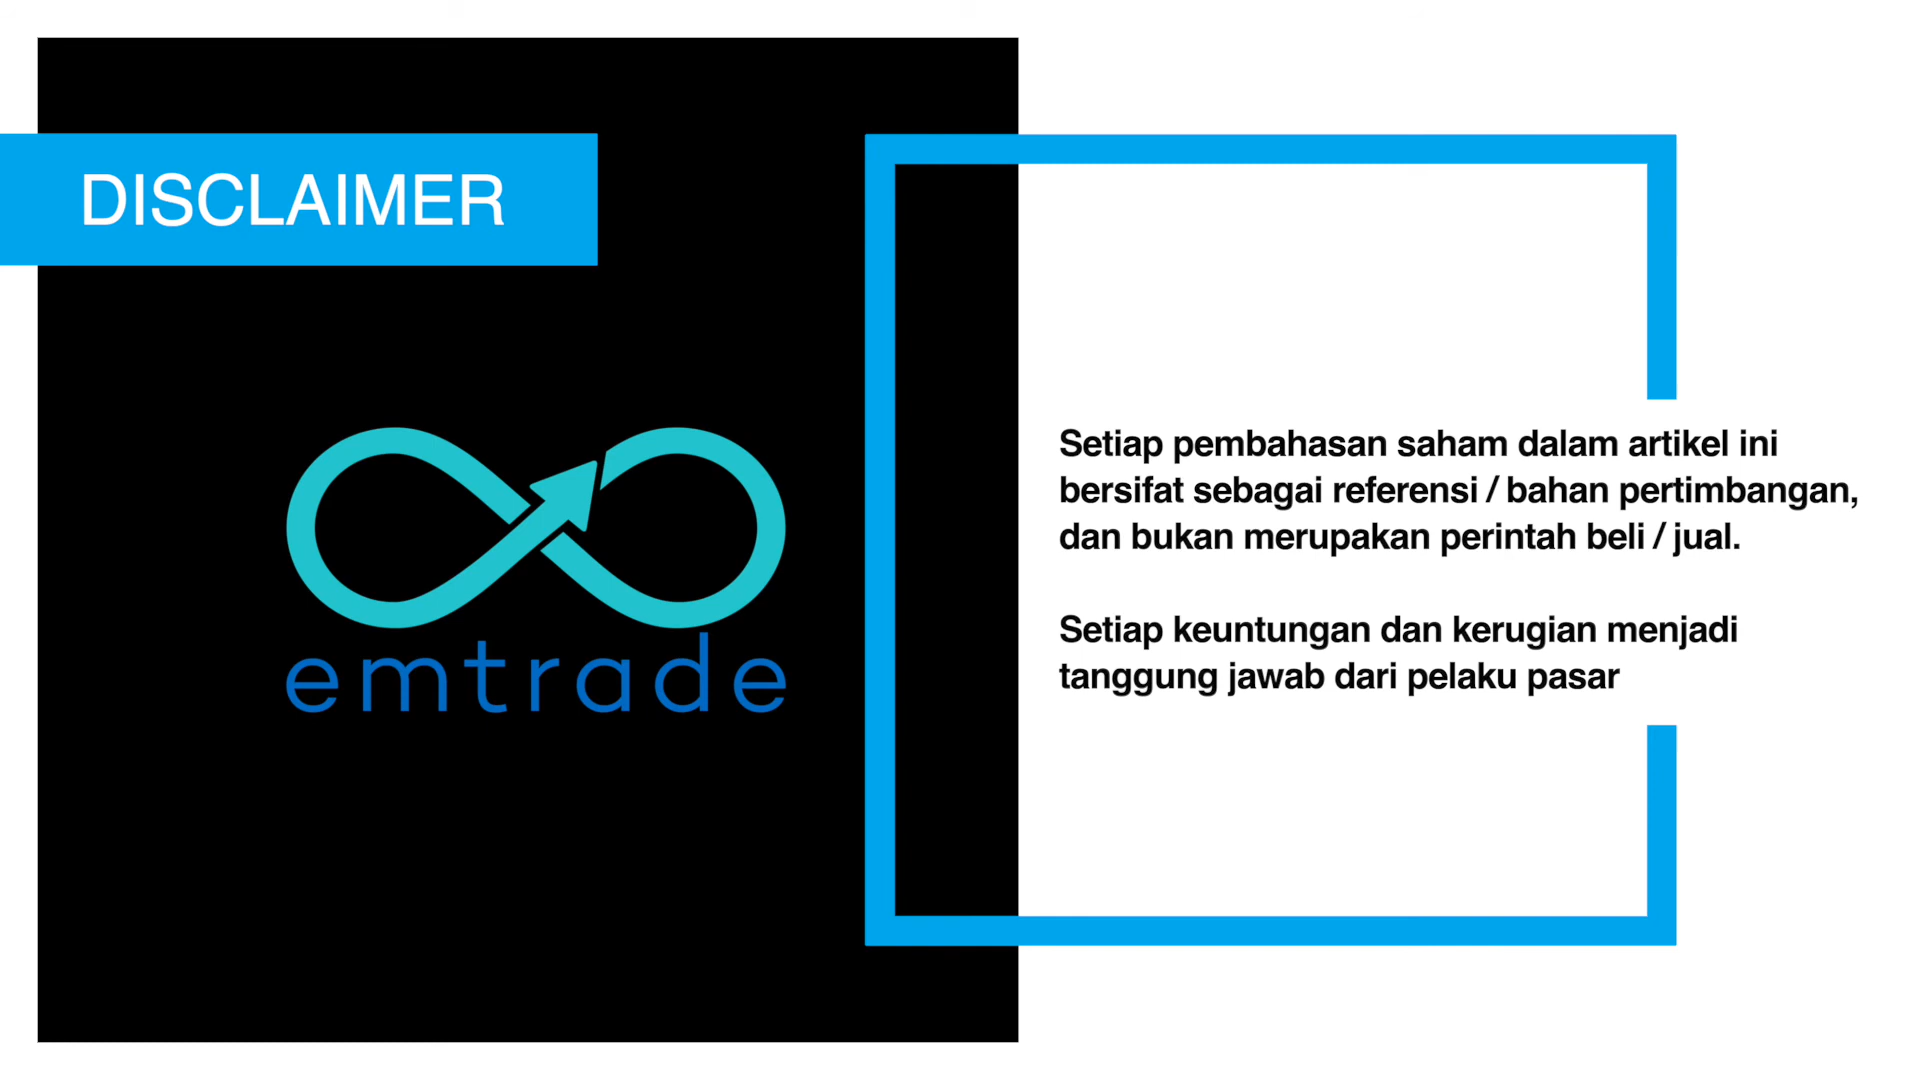 DISCLAIMER
emtrade
Setiap pembahasan saham dalam artikel ini
bersifat sebagai referensi / bahan pertimbangan,
dan bukan merupakan perintah beli / jual.
Setiap keuntungan dan kerugian menjadi
tanggung jawab dari pelaku pasar